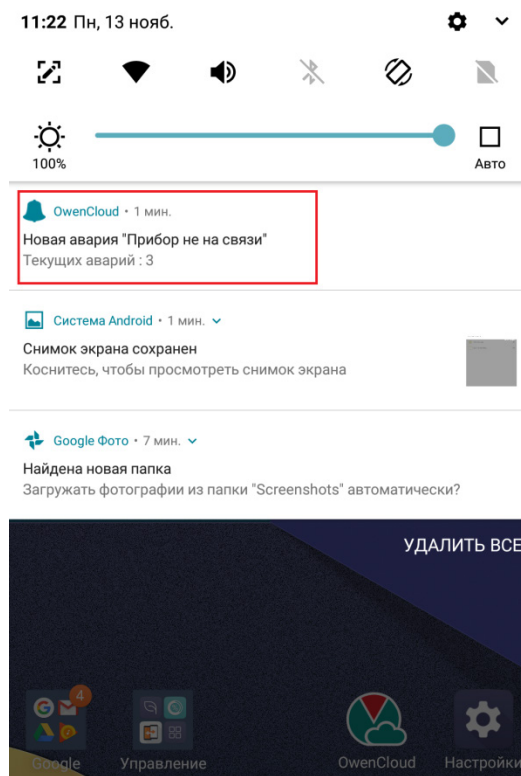 11:22 Пн, 13 нояб.
100%
Авто
OwenCloud • 1 мин.
Новая авария "Прибор не на связи"
Текущих аварий : 3
Система Android • 1 мин.
Снимок экрана сохранен
Коснитесь, чтобы просмотреть снимок экрана
Google Фото • 7 мин.
Найдена новая папка
Загружать фотографии из папки "Screenshots" автоматически?
УДАЛИТЬ ВСЕ
4
Google
Управление
OwenCloud
Настройки